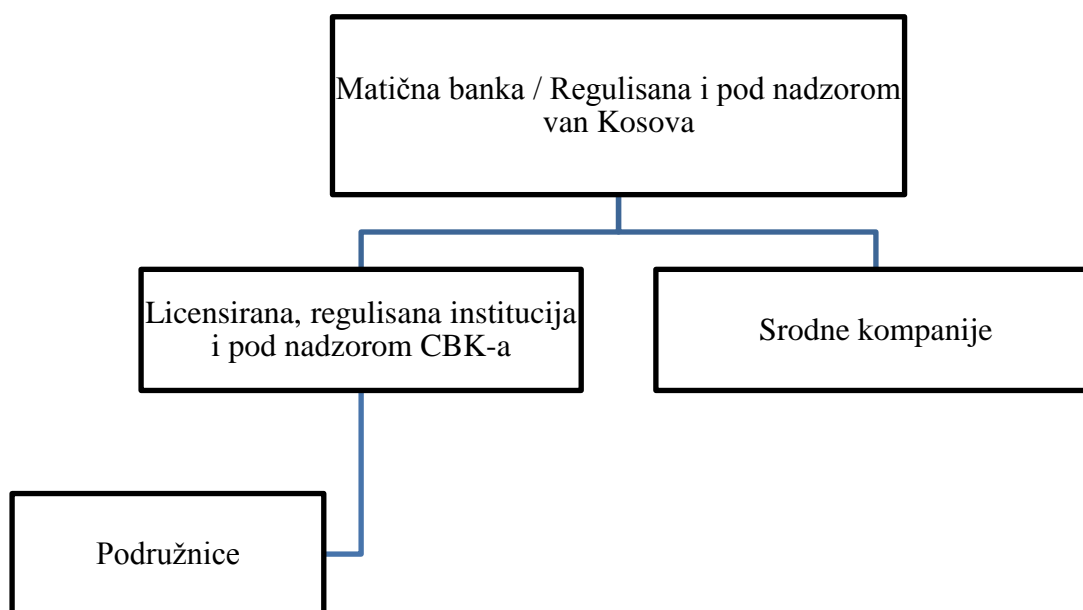 Matična banka / Regulisana i pod nadzorom
van Kosova
Licensirana, regulisana institucija
i pod nadzorom CBK-a
Srodne kompanije
Podružnice